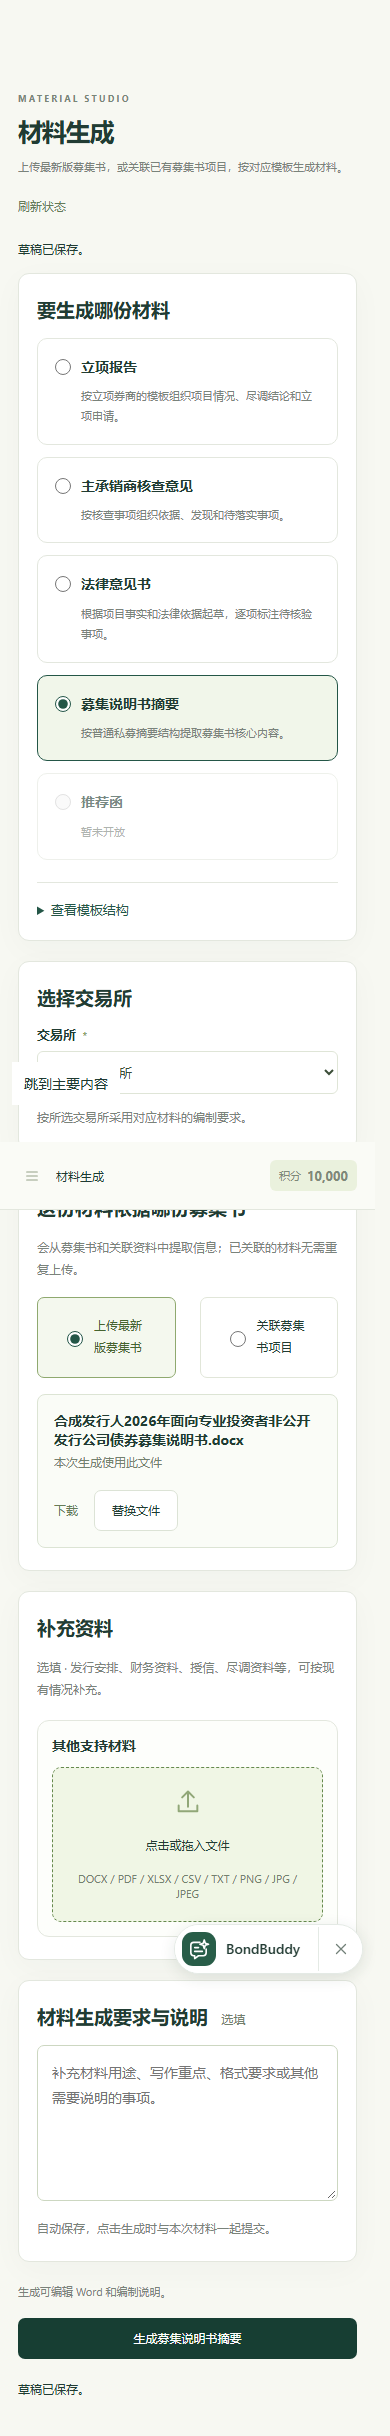 MATERIAL STUDIO
材料生成
上传最新版募集书，或关联已有募集书项目，按对应模板生成材料。
刷新状态
草稿已保存。
要生成哪份材料
立项报告
按立项券商的模板组织项目情况、尽调结论和立
项申请。
主承销商核查意见
按核查事项组织依据、发现和待落实事项。
法律意见书
根据项目事实和法律依据起草，逐项标注待核验
事项。
募集说明书摘要
按普通私募摘要结构提取募集书核心内容。
推荐函
暂未开放
查看模板结构
选择交易所
交易所 *
所
跳到主要内容
按所选交易所采用对应材料的编制要求。
材料生成
积分 10,000
这份材料依据哪份募集书
会从募集书和关联资料中提取信息；已关联的材料无需重
复上传。
上传最新
版募集书
关联募集
书项目
合成发行人2026年面向专业投资者非公开
发行公司债券募集说明书.docx
本次生成使用此文件
下载
替换文件
补充资料
选填 · 发行安排、财务资料、授信、尽调资料等，可按现
有情况补充。
其他支持材料
点击或拖入文件
DOCX / PDF / XLSX / CSV / TXT / PNG / JPG /
JPEG
BondBuddy
材料生成要求与说明 选填
补充材料用途、写作重点、格式要求或其他
需要说明的事项。
自动保存，点击生成时与本次材料一起提交。
生成可编辑 Word 和编制说明。
生成募集说明书摘要
草稿已保存。